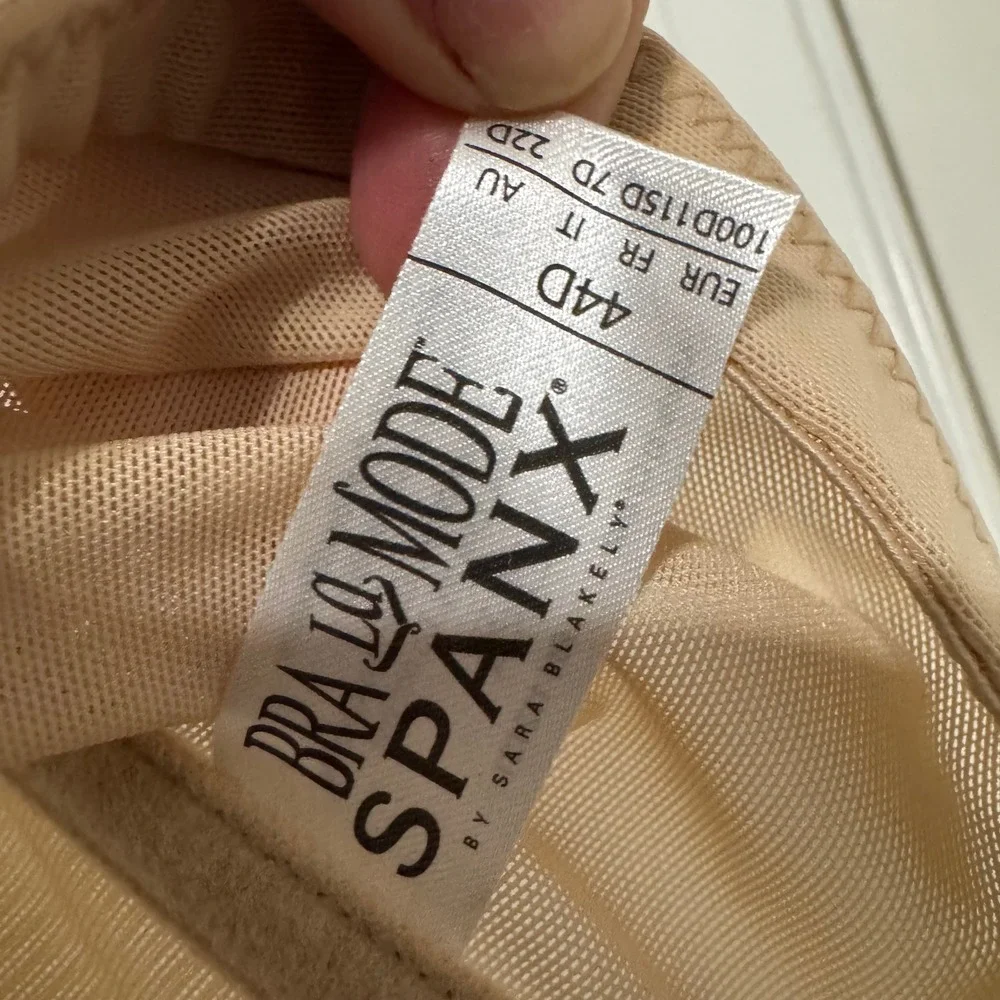 BRA La MODE™
SPANX®
BY SARA BLAKELY®
44D
EUR FR IT AU
100D 115D 7D 22D